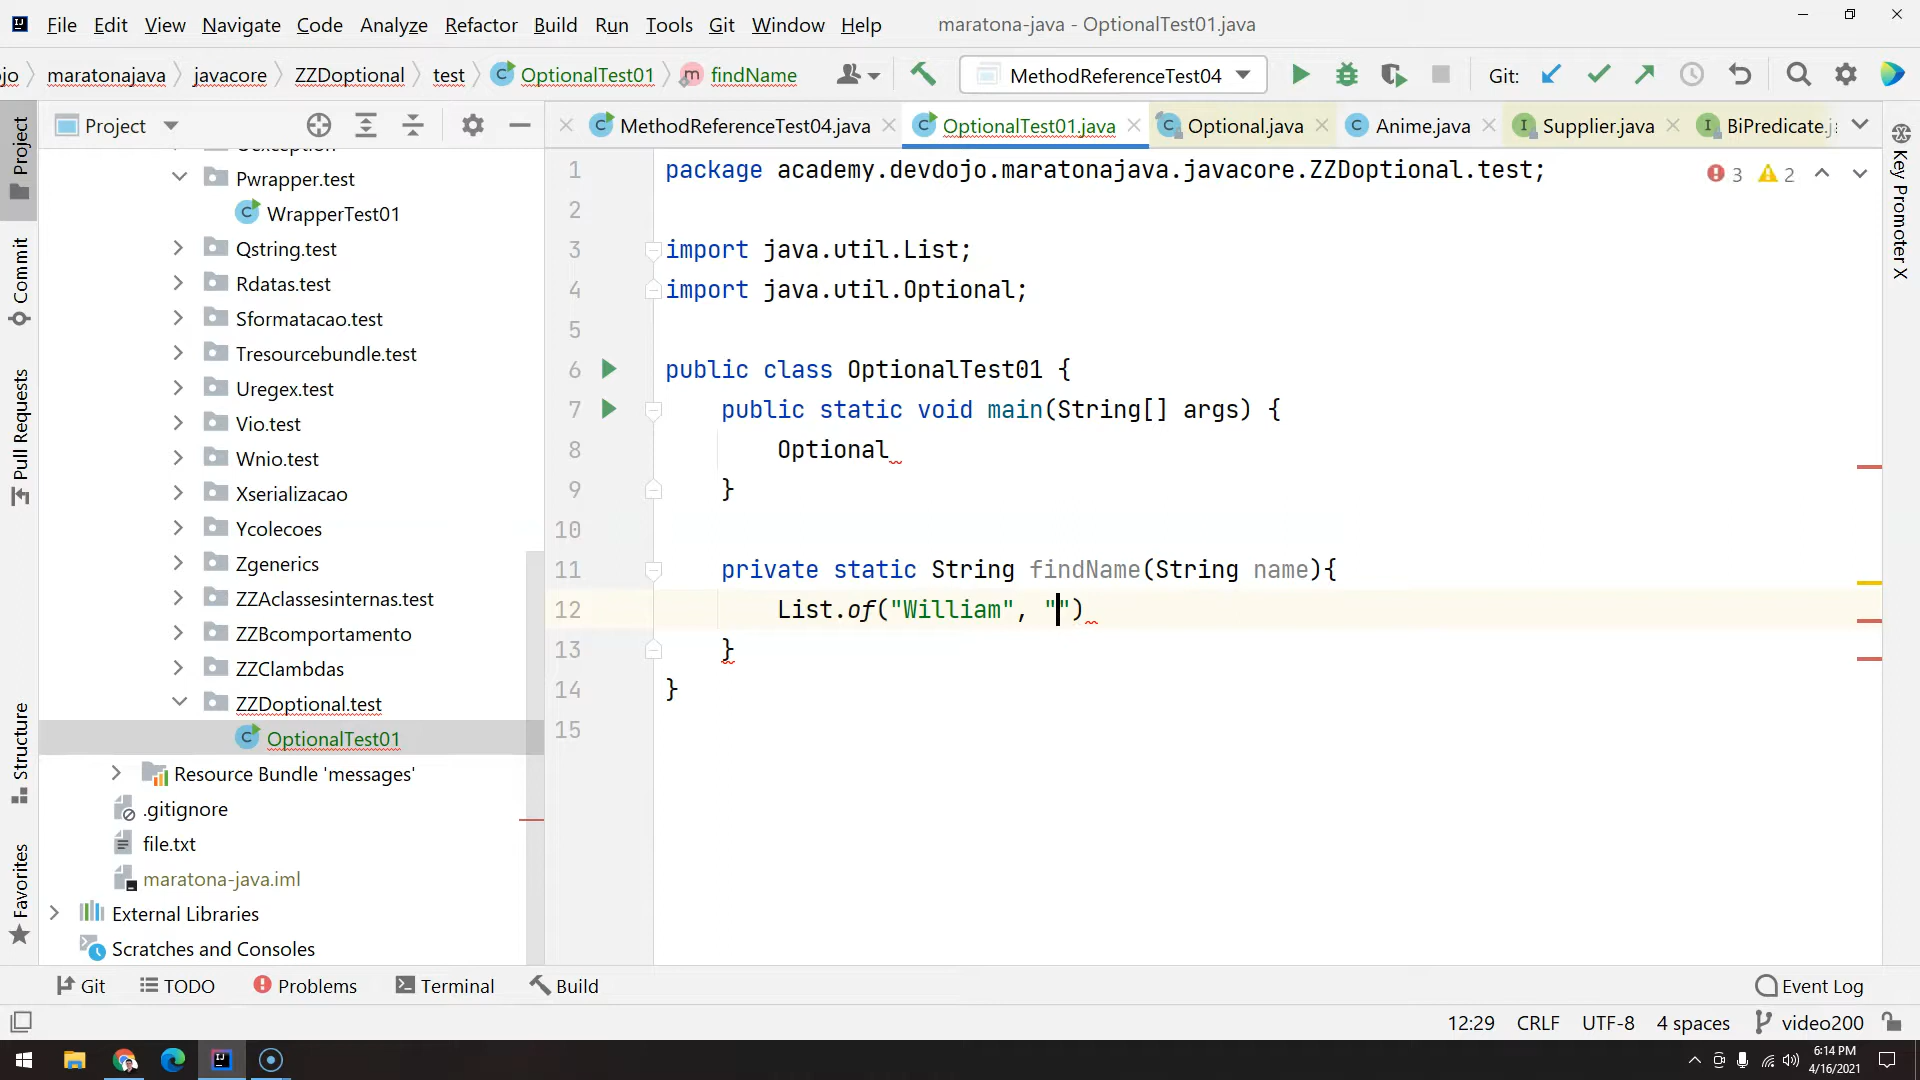 File Edit View Navigate Code Analyze Refactor Build Run Tools Git Window Help maratona-java - OptionalTest01.java
jo maratonajava javacore ZZDoptional test OptionalTest01 findName MethodReferenceTest04 Git:
Project
MethodReferenceTest04.java OptionalTest01.java Optional.java Anime.java Supplier.java BiPredicate.j
Project
Commit
Pull Requests
Structure
Favorites
Pwrapper.test
WrapperTest01
Qstring.test
Rdatas.test
Sformatacao.test
Tresourcebundle.test
Uregex.test
Vio.test
Wnio.test
Xserializacao
Ycolecoes
Zgenerics
ZZAclassesinternas.test
ZZBcomportamento
ZZClambdas
ZZDoptional.test
OptionalTest01
Resource Bundle 'messages'
.gitignore
file.txt
maratona-java.iml
External Libraries
Scratches and Consoles
1 package academy.devdojo.maratonajava.javacore.ZZDoptional.test;
2
3 import java.util.List;
4 import java.util.Optional;
5
6 public class OptionalTest01 {
7 public static void main(String[] args) {
8 Optional
9 }
10
11 private static String findName(String name){
12 List.of("William", "")
13 }
14 }
15
3 2
Key Promoter X
Git TODO Problems Terminal Build Event Log
12:29 CRLF UTF-8 4 spaces video200
6:14 PM
4/16/2021